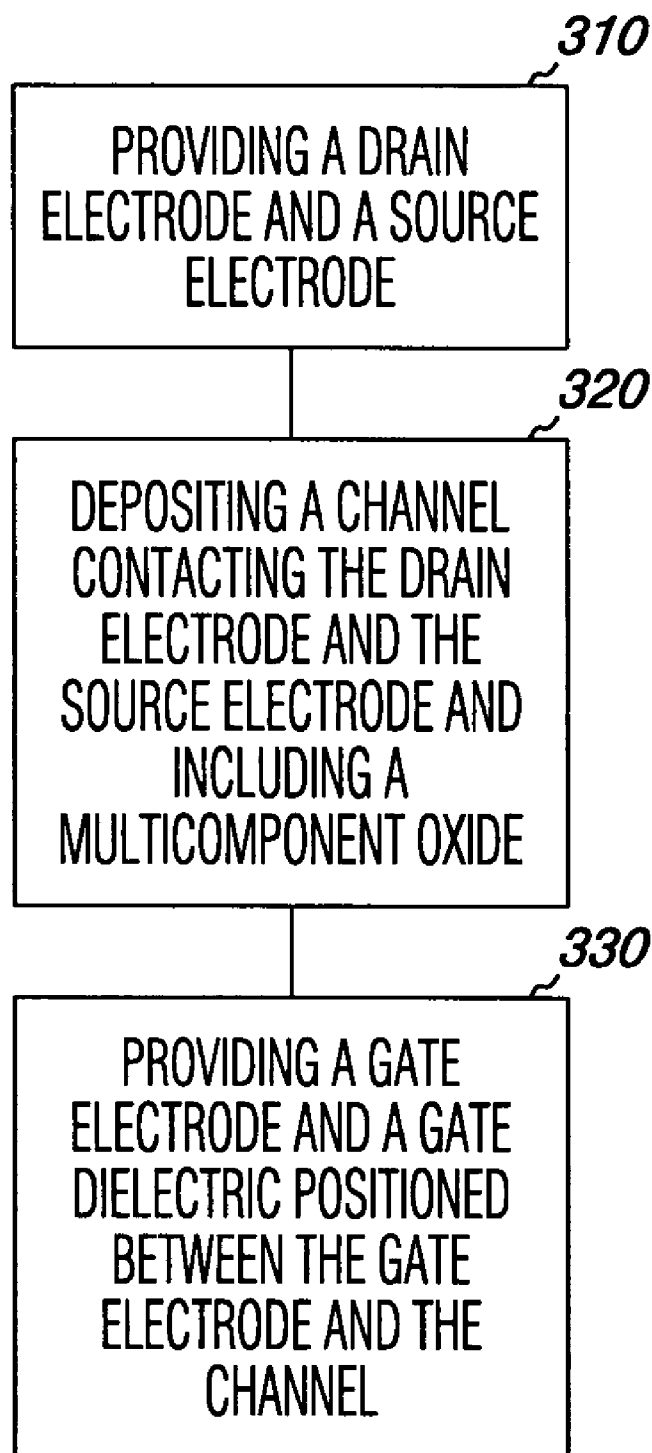 310
PROVIDING A DRAIN
ELECTRODE AND A SOURCE
ELECTRODE
320
DEPOSITING A CHANNEL
CONTACTING THE DRAIN
ELECTRODE AND THE
SOURCE ELECTRODE AND
INCLUDING A
MULTICOMPONENT OXIDE
330
PROVIDING A GATE
ELECTRODE AND A GATE
DIELECTRIC POSITIONED
BETWEEN THE GATE
ELECTRODE AND THE
CHANNEL